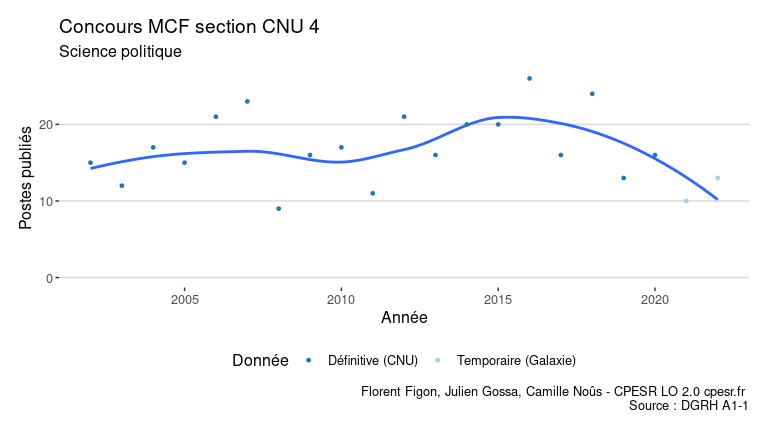 Concours MCF section CNU 4
Science politique
Postes publiés
20
10
0
2005 2010 2015 2020
Année
Donnée Définitive (CNU) Temporaire (Galaxie)
Florent Figon, Julien Gossa, Camille Noûs - CPESR LO 2.0 cpesr.fr
Source : DGRH A1-1